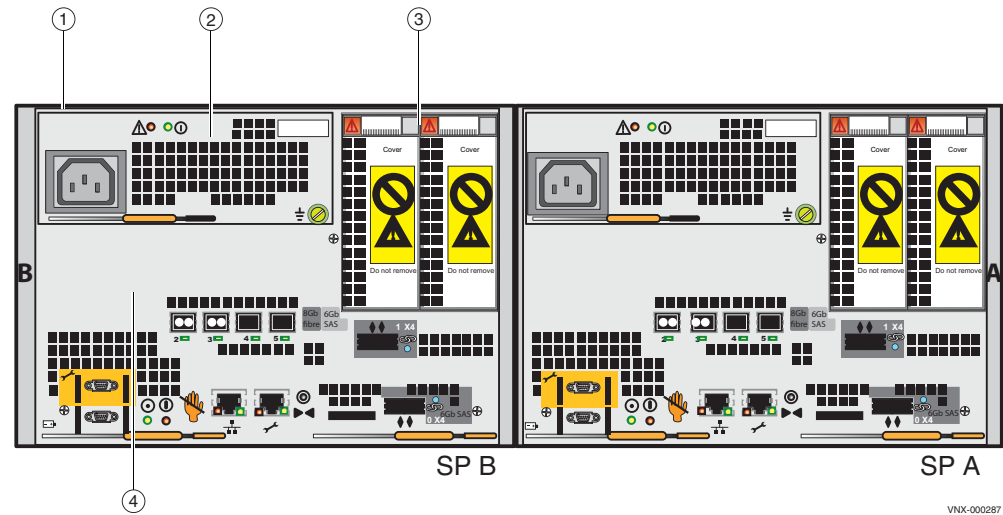 1
2
3
Cover
Cover
Do not remove
Do not remove
B
8Gb
fibre
6Gb
SAS
1 X4
2
3
4
5
6Gb SAS
0 X4
SP B
4
Cover
Cover
Do not remove
Do not remove
A
8Gb
fibre
6Gb
SAS
1 X4
2
3
4
5
6Gb SAS
0 X4
SP A
VNX-000287